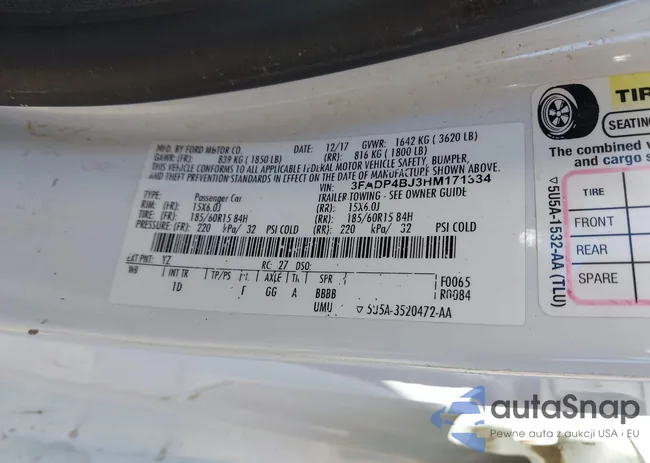 MFD. BY FORD MOTOR CO.
DATE: 12/17 GVWR: 1642 KG ( 3620 LB)
GAWR: (FR): 839 KG ( 1850 LB) (RR): 816 KG ( 1800 LB)
THIS VEHICLE CONFORMS TO ALL APPLICABLE FEDERAL MOTOR VEHICLE SAFETY, BUMPER,
AND THEFT PREVENTION STANDARDS IN EFFECT ON THE DATE OF MANUFACTURE SHOWN ABOVE.
VIN: 3FADP4BJ3HM171534
TYPE: Passenger Car TRAILER TOWING - SEE OWNER GUIDE
RIM: (FR): 15X6.0J (RR): 15X6.0J
TIRE: (FR): 185/60R15 84H (RR): 185/60R15 84H
PRESSURE: (FR): 220 kPa/ 32 PSI COLD (RR): 220 kPa/ 32 PSI COLD
EXT PNT: YZ RC: 27 DSO:
WB INT TR TP/PS AXLE SPR F0065
1D GG A BBBB R0084
UMU 5U5A-3520472-AA
TIR
SEATING
The combined v
and cargo s
TIRE
FRONT
REAR
SPARE
5U5A-1532-AA (TLU)
autaSnap
Pewne auta z aukcji USA i EU